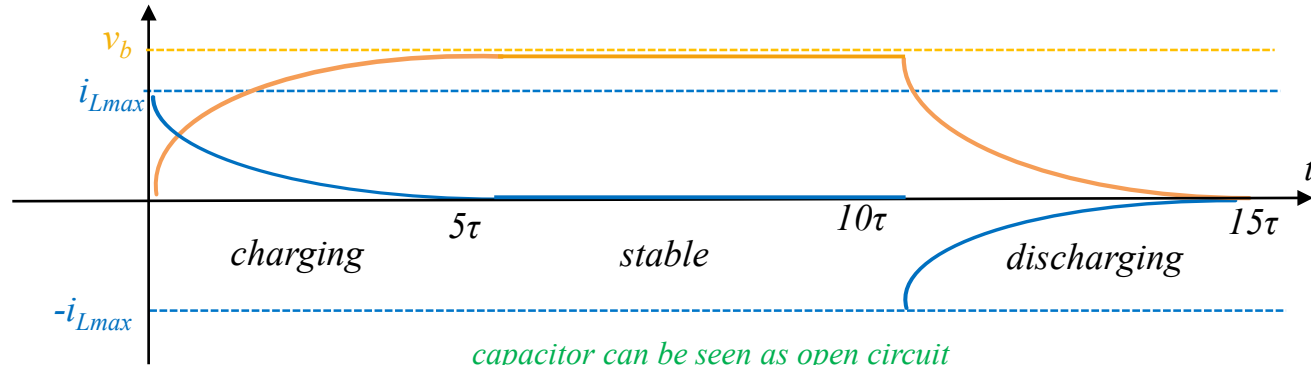 v_b
i_Lmax
t
5τ
10τ
15τ
charging
stable
discharging
-i_Lmax
capacitor can be seen as open circuit